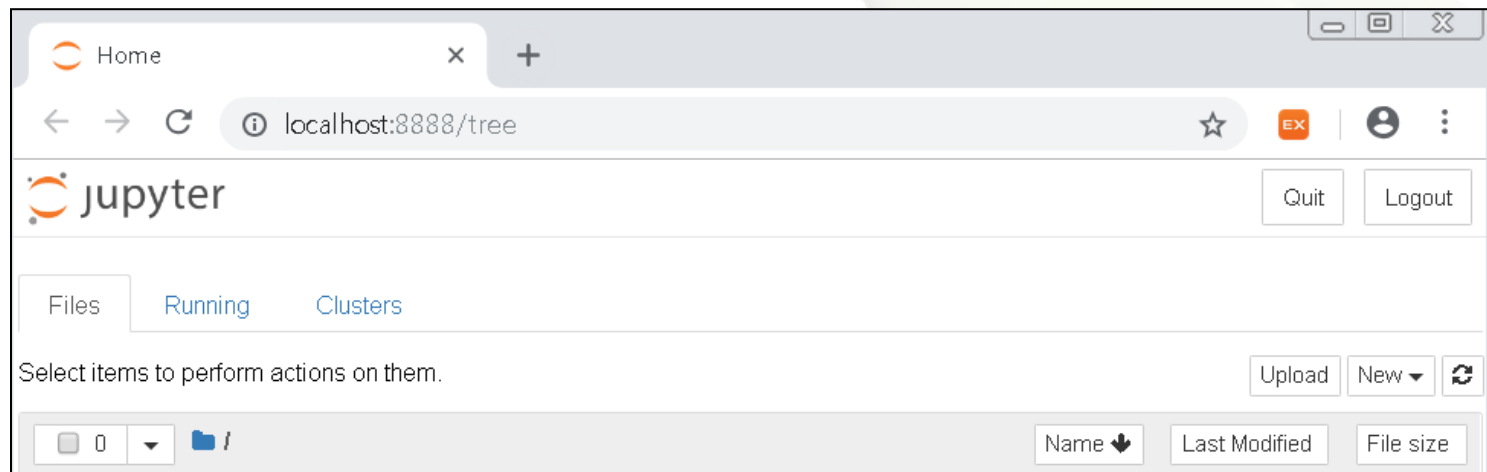 Home
localhost:8888/tree
EX
jupyter
Quit Logout
Files Running Clusters
Select items to perform actions on them.
Upload New
0 / Name Last Modified File size